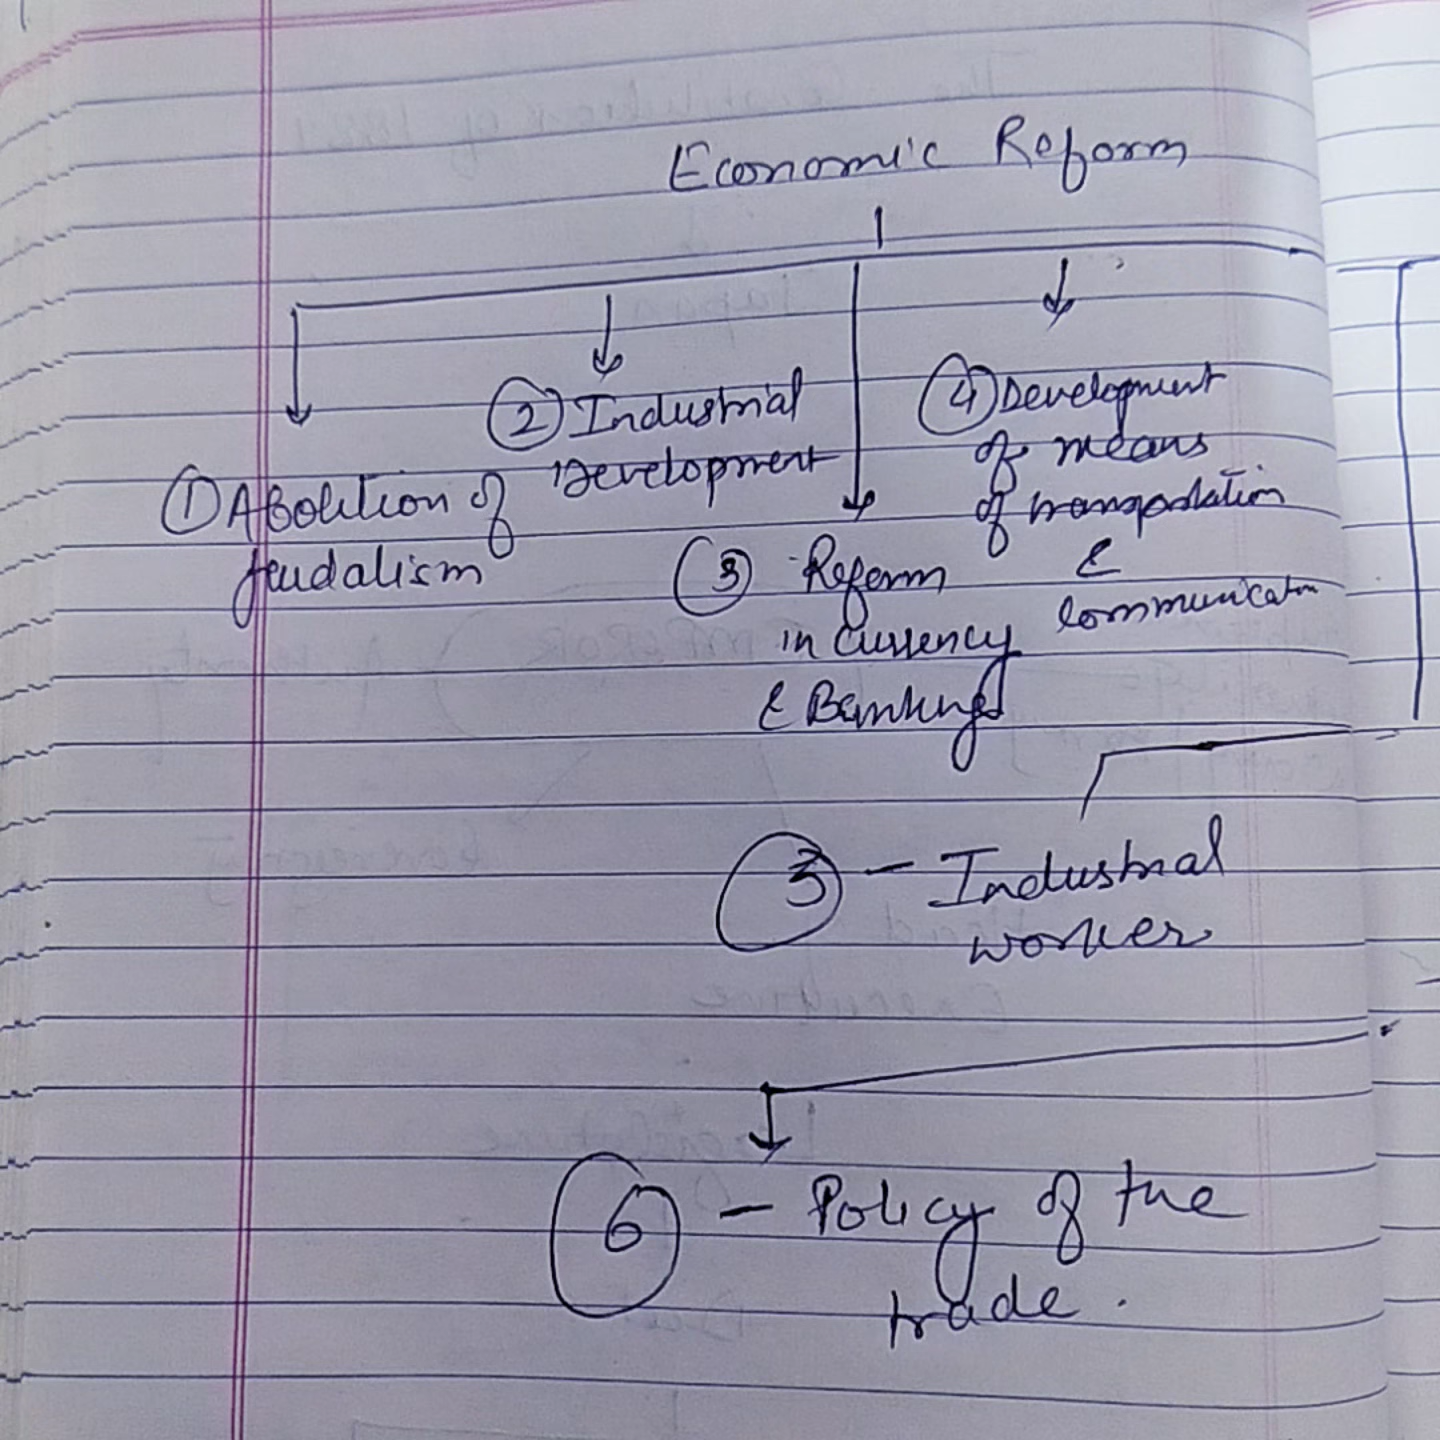 Economic Reform
① Abolition of
feudalism
② Industrial
Development
③ Reform
in currency
& Banking
④ Development
of means
of transportation
&
communication
③ - Industrial
worker
⑥ - Policy of the
trade.